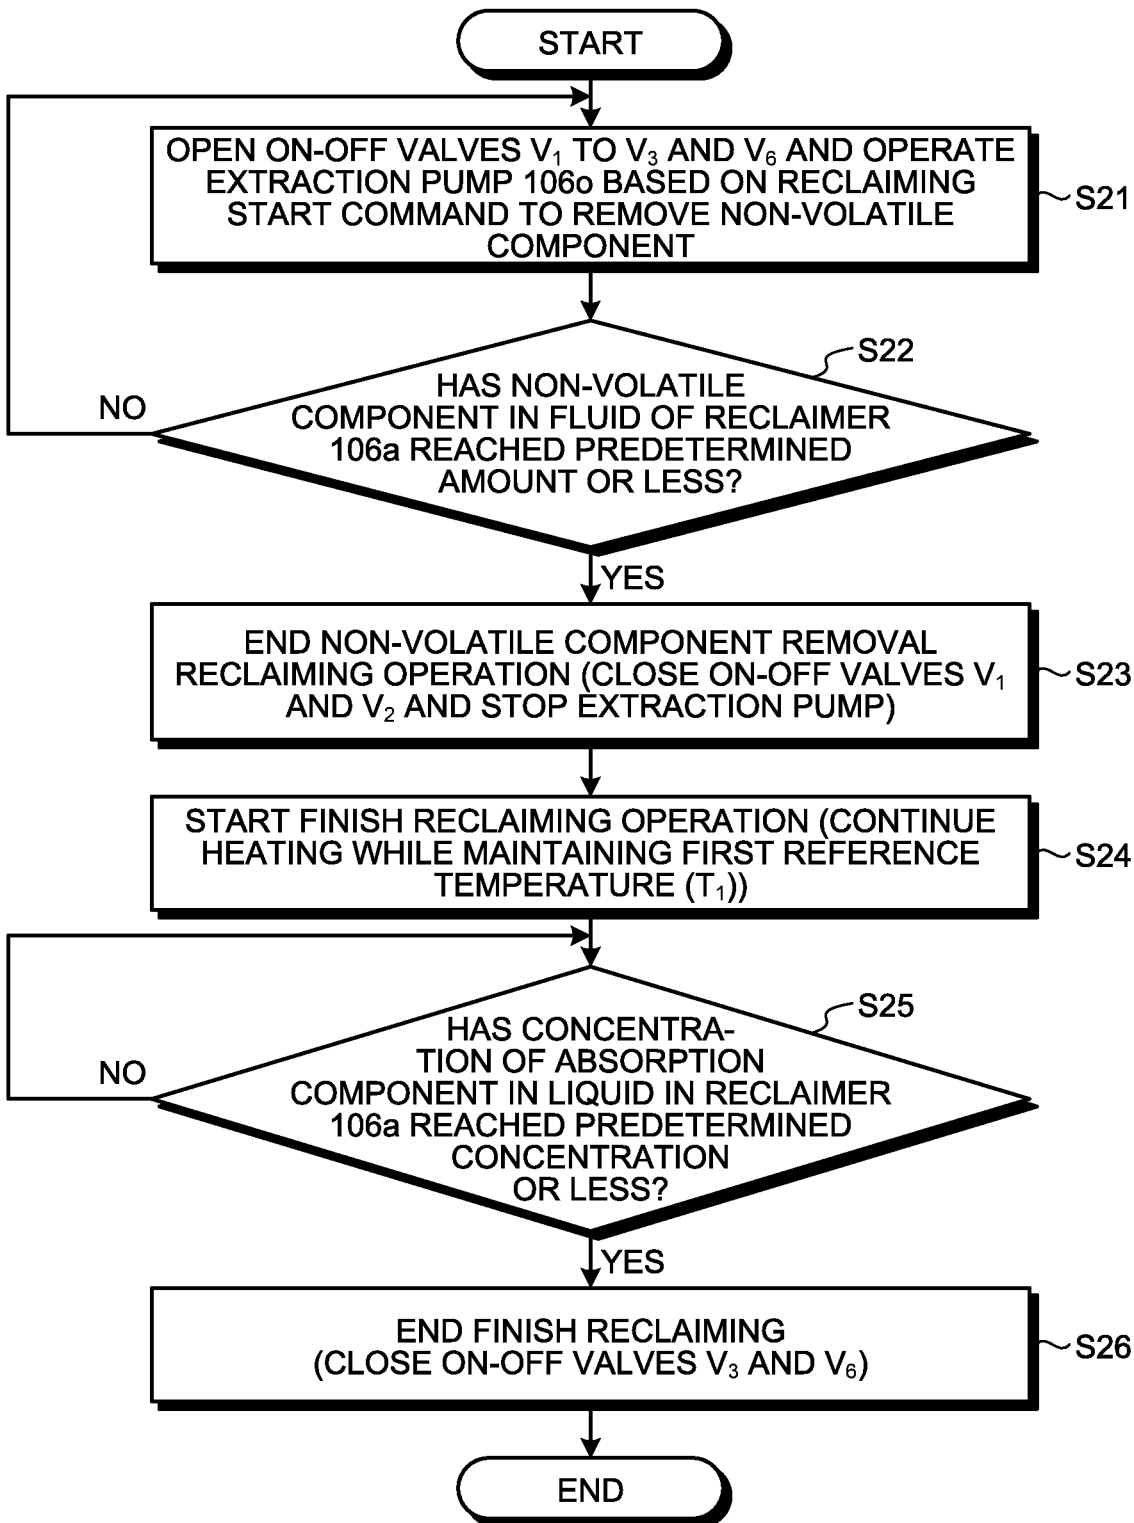 START
OPEN ON-OFF VALVES V₁ TO V₃ AND V₆ AND OPERATE
EXTRACTION PUMP 106o BASED ON RECLAIMING
START COMMAND TO REMOVE NON-VOLATILE
COMPONENT
S21
S22
HAS NON-VOLATILE
COMPONENT IN FLUID OF RECLAIMER
106a REACHED PREDETERMINED
AMOUNT OR LESS?
NO
YES
END NON-VOLATILE COMPONENT REMOVAL
RECLAIMING OPERATION (CLOSE ON-OFF VALVES V₁
AND V₂ AND STOP EXTRACTION PUMP)
S23
START FINISH RECLAIMING OPERATION (CONTINUE
HEATING WHILE MAINTAINING FIRST REFERENCE
TEMPERATURE (T₁))
S24
S25
HAS CONCENTRA-
TION OF ABSORPTION
COMPONENT IN LIQUID IN RECLAIMER
106a REACHED PREDETERMINED
CONCENTRATION
OR LESS?
NO
YES
END FINISH RECLAIMING
(CLOSE ON-OFF VALVES V₃ AND V₆)
S26
END